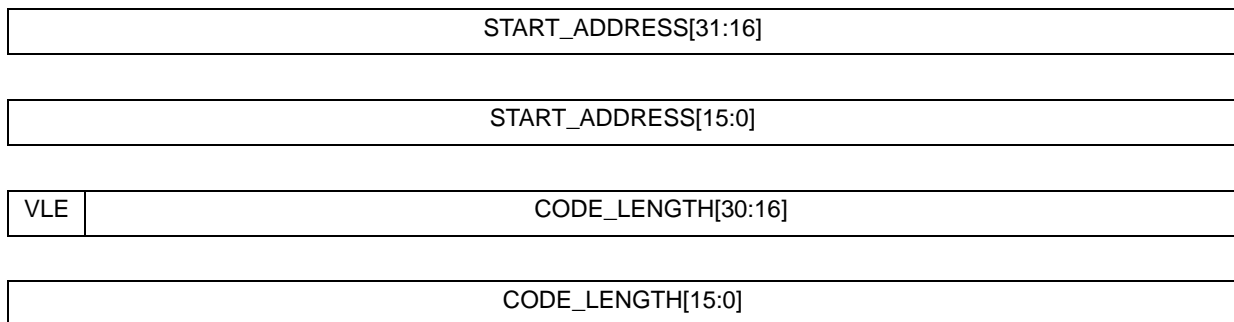 START_ADDRESS[31:16]
START_ADDRESS[15:0]
VLE CODE_LENGTH[30:16]
CODE_LENGTH[15:0]